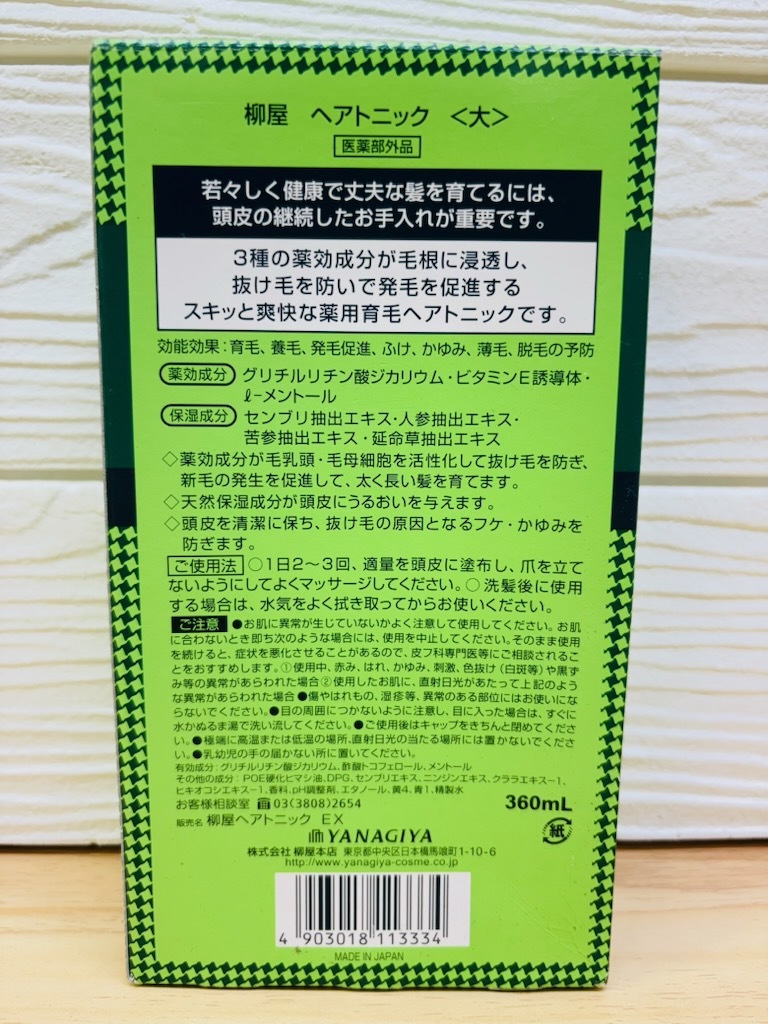 柳屋 ヘアトニック <大>
医薬部外品
若々しく健康で丈夫な髪を育てるには、
頭皮の継続したお手入れが重要です。
3種の薬効成分が毛根に浸透し、
抜け毛を防いで発毛を促進する
スキッと爽快な薬用育毛ヘアトニックです。
効能効果：育毛、養毛、発毛促進、ふけ、かゆみ、薄毛、脱毛の予防
薬効成分 グリチルリチン酸ジカリウム・ビタミンE誘導体・
ℓ-メントール
保湿成分 センブリ抽出エキス・人参抽出エキス・
苦参抽出エキス・延命草抽出エキス
◇薬効成分が毛乳頭・毛母細胞を活性化して抜け毛を防ぎ、
新毛の発生を促進して、太く長い髪を育てます。
◇天然保湿成分が頭皮にうるおいを与えます。
◇頭皮を清潔に保ち、抜け毛の原因となるフケ・かゆみを
防ぎます。
ご使用法 ○1日2〜3回、適量を頭皮に塗布し、爪を立て
ないようにしてよくマッサージしてください。○洗髪後に使用
する場合は、水気をよく拭き取ってからお使いください。
ご注意 ●お肌に異常が生じていないかよく注意して使用してください。お肌
に合わないとき即ち次のような場合には、使用を中止してください。そのまま使用
を続けると、症状を悪化させることがあるので、皮フ科専門医等にご相談されるこ
とをおすすめします。①使用中、赤み、はれ、かゆみ、刺激、色抜け（白斑等）や黒ず
み等の異常があらわれた場合②使用したお肌に、直射日光があたって上記のよう
な異常があらわれた場合●傷やはれもの、湿疹等、異常のある部位にはお使いにな
らないでください。●目の周囲につかないように注意し、目に入った場合は、すぐに
水かぬるま湯で洗い流してください。●ご使用後はキャップをきちんと閉めてくださ
い。●極端に高温または低温の場所、直射日光の当たる場所には置かないでくださ
い。●乳幼児の手の届かない所に置いてください。
有効成分：グリチルリチン酸ジカリウム、酢酸トコフェロール、メントール
その他の成分：POE硬化ヒマシ油、DPG、センブリエキス、ニンジンエキス、クララエキス-1、
ヒキオコシエキス-1、香料、pH調整剤、エタノール、黄4、青1、精製水
お客様相談室 03(3808)2654
360mL
販売名 柳屋ヘアトニック EX
紙
YANAGIYA
株式会社 柳屋本店 東京都中央区日本橋馬喰町1-10-6
http://www.yanagiya-cosme.co.jp
4 903018 113334
MADE IN JAPAN